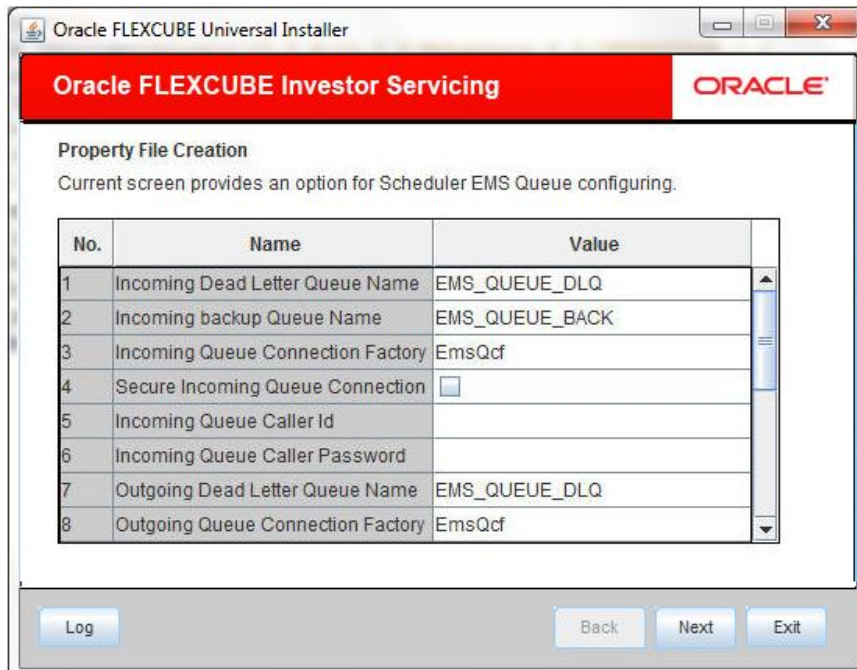 Oracle FLEXCUBE Universal Installer
Oracle FLEXCUBE Investor Servicing
ORACLE
Property File Creation
Current screen provides an option for Scheduler EMS Queue configuring.
No. Name Value
1 Incoming Dead Letter Queue Name EMS_QUEUE_DLQ
2 Incoming backup Queue Name EMS_QUEUE_BACK
3 Incoming Queue Connection Factory EmsQcf
4 Secure Incoming Queue Connection
5 Incoming Queue Caller Id
6 Incoming Queue Caller Password
7 Outgoing Dead Letter Queue Name EMS_QUEUE_DLQ
8 Outgoing Queue Connection Factory EmsQcf
Log Back Next Exit